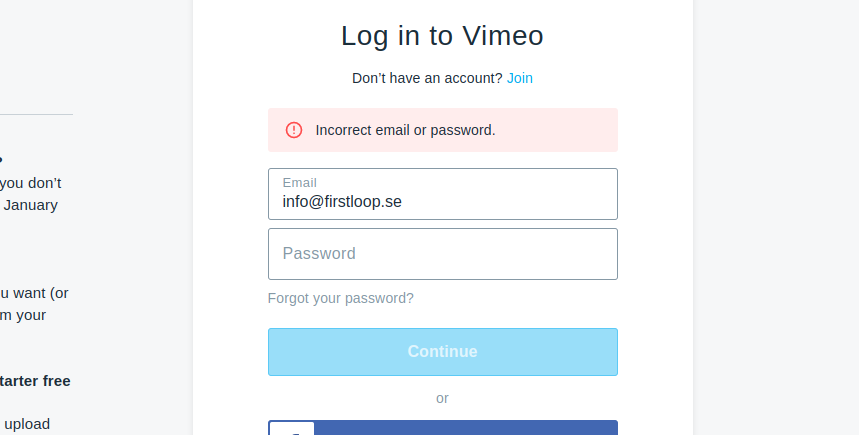 Log in to Vimeo
Don’t have an account? Join
Incorrect email or password.
Email
info@firstloop.se
Password
Forgot your password?
Continue
or
you don’t
January
u want (or
m your
tarter free
upload